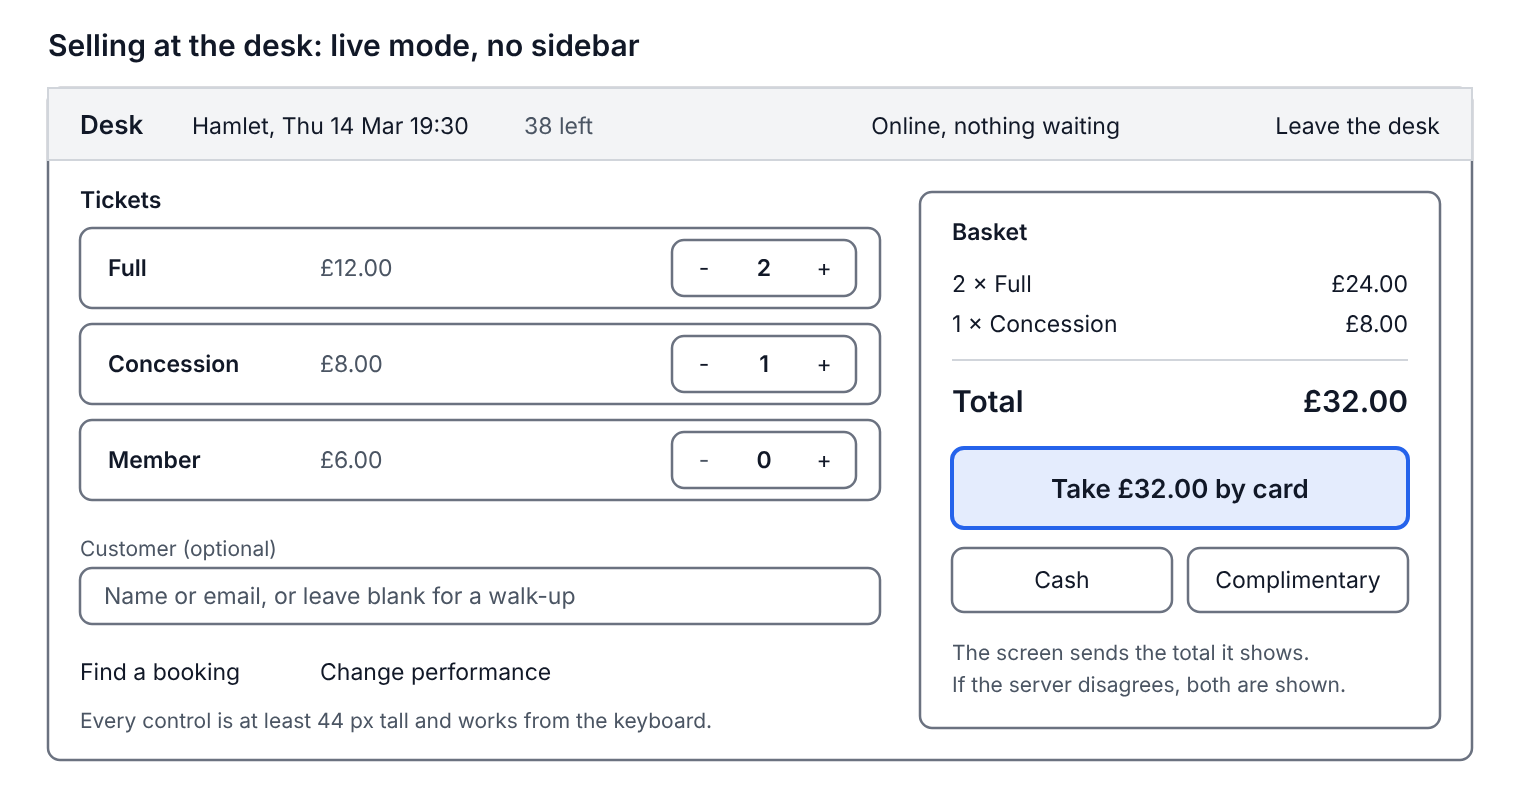 Selling at the desk: live mode, no sidebar
Desk Hamlet, Thu 14 Mar 19:30 38 left Online, nothing waiting Leave the desk
Tickets
Full £12.00 - 2 +
Concession £8.00 - 1 +
Member £6.00 - 0 +
Customer (optional)
Name or email, or leave blank for a walk-up
Find a booking Change performance
Every control is at least 44 px tall and works from the keyboard.
Basket
2 × Full £24.00
1 × Concession £8.00
Total £32.00
Take £32.00 by card
Cash Complimentary
The screen sends the total it shows.
If the server disagrees, both are shown.